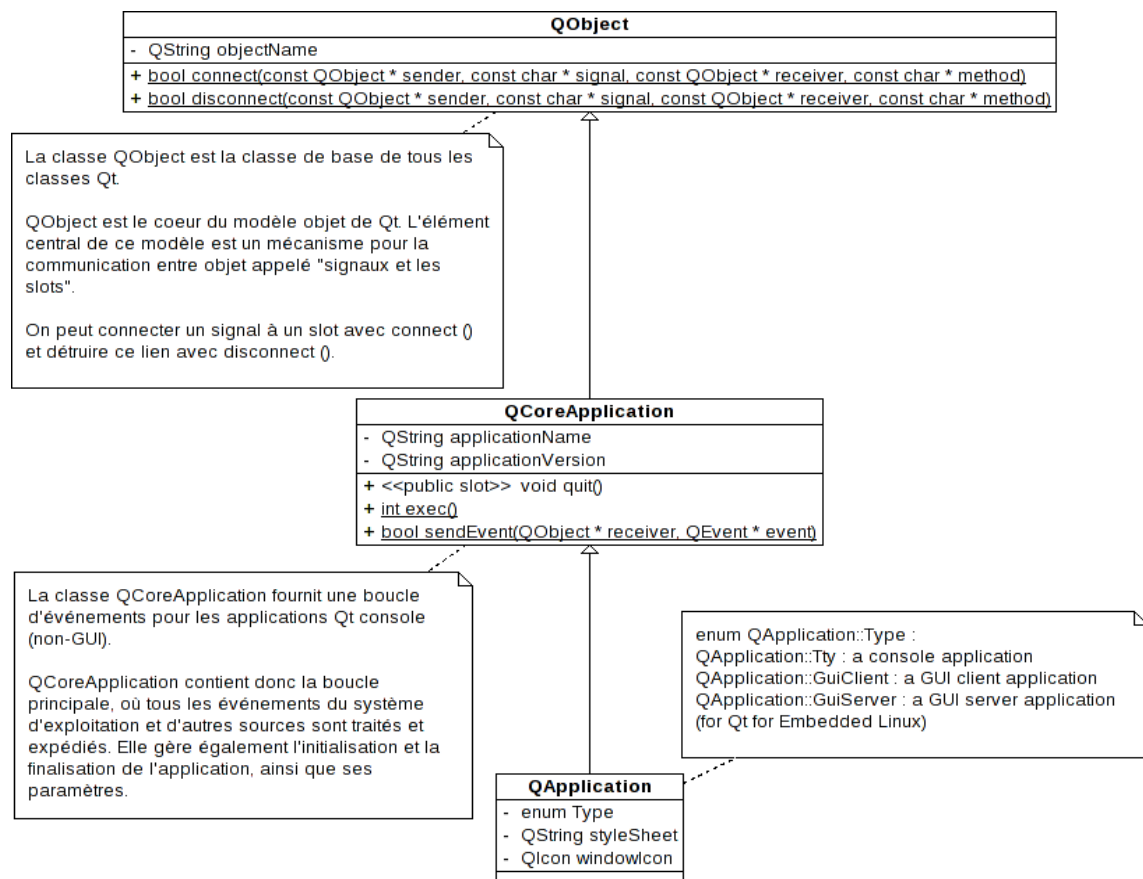 QObject
- QString objectName
+ bool connect(const QObject * sender, const char * signal, const QObject * receiver, const char * method)
+ bool disconnect(const QObject * sender, const char * signal, const QObject * receiver, const char * method)
La classe QObject est la classe de base de tous les
classes Qt.
QObject est le coeur du modèle objet de Qt. L'élément
central de ce modèle est un mécanisme pour la
communication entre objet appelé "signaux et les
slots".
On peut connecter un signal à un slot avec connect ()
et détruire ce lien avec disconnect ().
QCoreApplication
- QString applicationName
- QString applicationVersion
+ <<public slot>> void quit()
+ int exec()
+ bool sendEvent(QObject * receiver, QEvent * event)
La classe QCoreApplication fournit une boucle
d'événements pour les applications Qt console
(non-GUI).
QCoreApplication contient donc la boucle
principale, où tous les événements du système
d'exploitation et d'autres sources sont traités et
expédiés. Elle gère également l'initialisation et la
finalisation de l'application, ainsi que ses
paramètres.
enum QApplication::Type :
QApplication::Tty : a console application
QApplication::GuiClient : a GUI client application
QApplication::GuiServer : a GUI server application
(for Qt for Embedded Linux)
QApplication
- enum Type
- QString styleSheet
- QIcon windowIcon